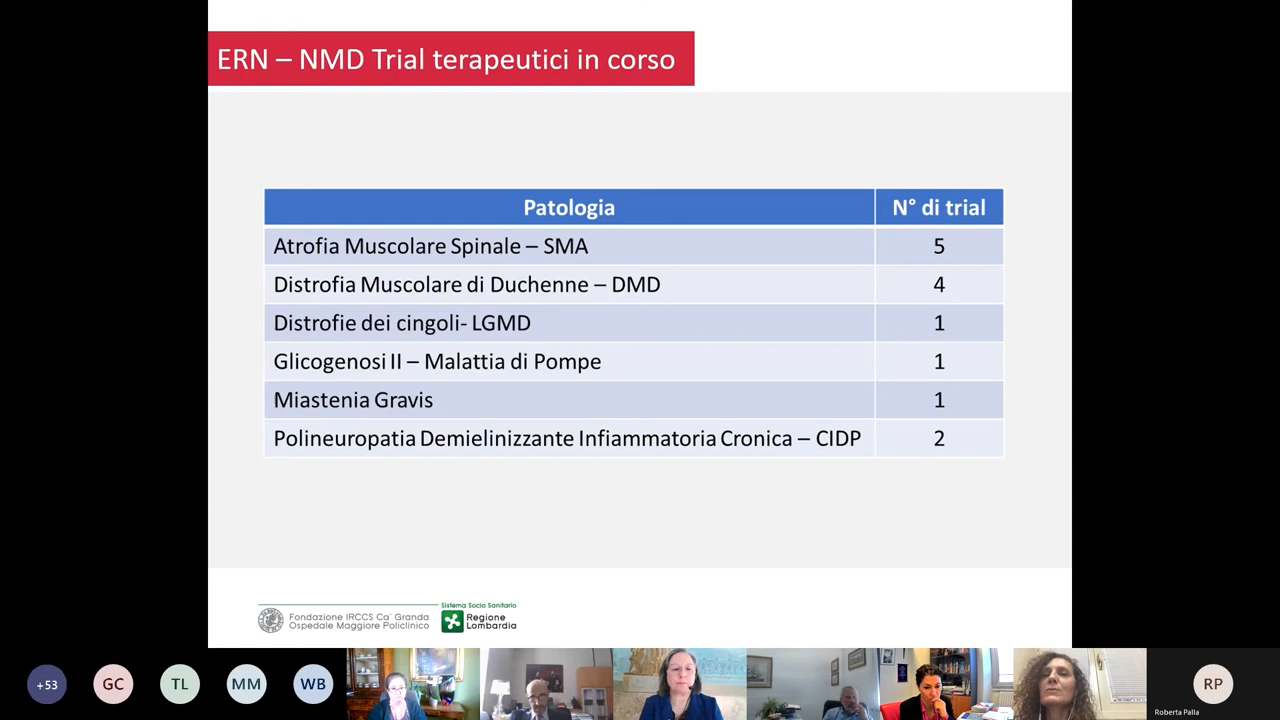 ERN – NMD Trial terapeutici in corso
Patologia N° di trial
Atrofia Muscolare Spinale – SMA 5
Distrofia Muscolare di Duchenne – DMD 4
Distrofie dei cingoli- LGMD 1
Glicogenosi II – Malattia di Pompe 1
Miastenia Gravis 1
Polineuropatia Demielinizzante Infiammatoria Cronica – CIDP 2
Fondazione IRCCS Ca' Granda
Ospedale Maggiore Policlinico
Sistema Socio Sanitario
Regione
Lombardia
+53 GC TL MM WB RP
Roberta Palla